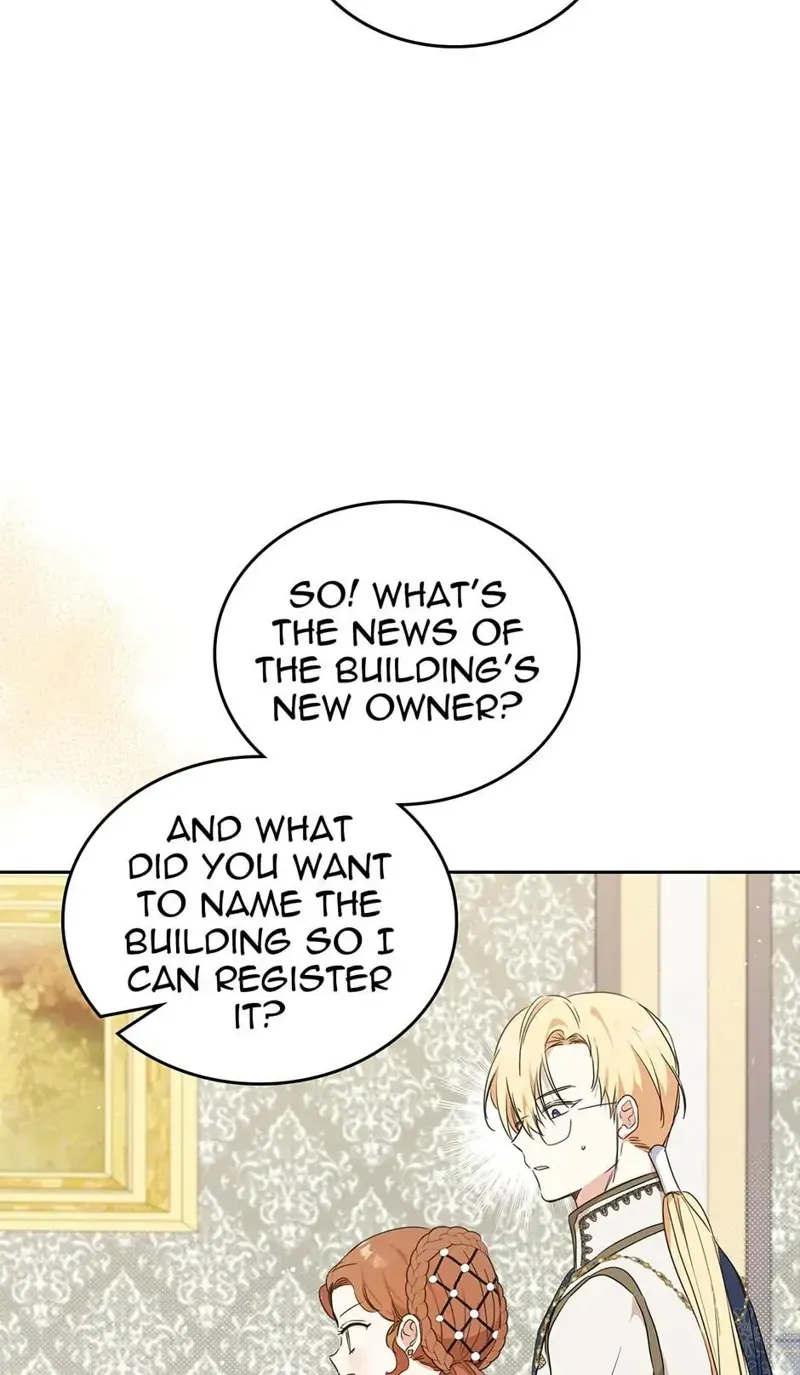 SO! WHAT'S
THE NEWS OF
THE BUILDING'S
NEW OWNER?
AND WHAT
DID YOU WANT
TO NAME THE
BUILDING SO I
CAN REGISTER
IT?